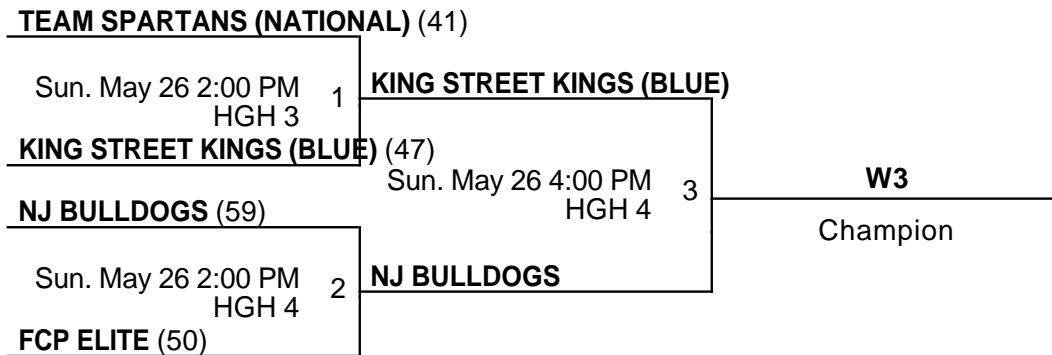 TEAM SPARTANS (NATIONAL) (41)
Sun. May 26 2:00 PM
HGH 3
1
KING STREET KINGS (BLUE)
KING STREET KINGS (BLUE) (47)
Sun. May 26 4:00 PM
HGH 4
3
W3
Champion
NJ BULLDOGS (59)
Sun. May 26 2:00 PM
HGH 4
2
NJ BULLDOGS
FCP ELITE (50)